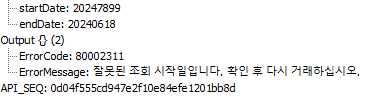 startDate: 20247899
endDate: 20240618
Output {} (2)
ErrorCode: 80002311
ErrorMessage: 잘못된 조회 시작일입니다. 확인 후 다시 거래하십시오.
API_SEQ: 0d04f555cd947e2f10e84efe1201bb8d